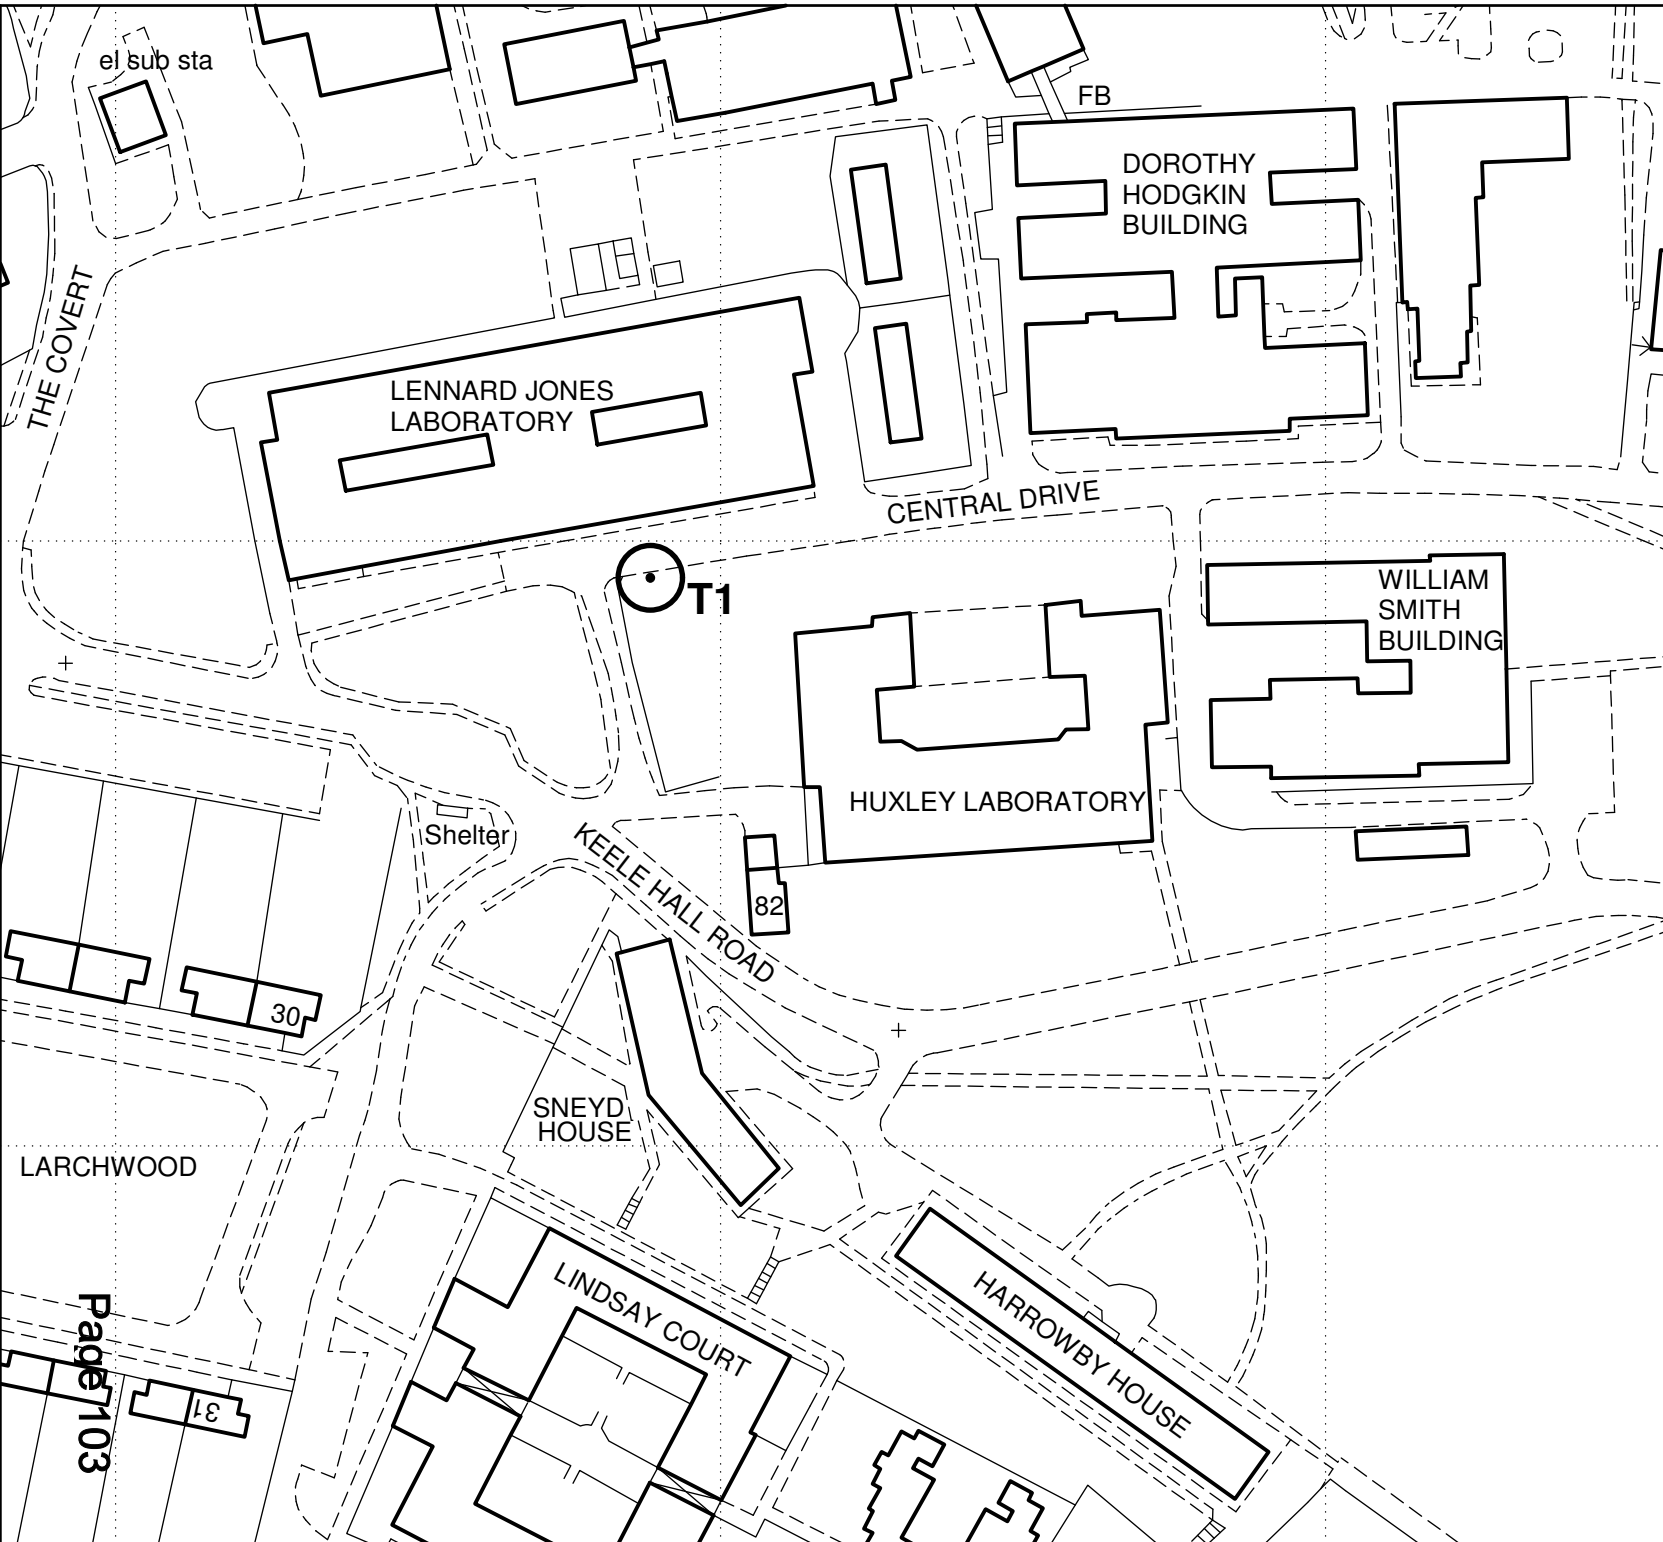 el sub sta
FB
DOROTHY
HODGKIN
BUILDING
THE COVERT
LENNARD JONES
LABORATORY
CENTRAL DRIVE
T1
WILLIAM
SMITH
BUILDING
HUXLEY LABORATORY
Shelter
KEELE HALL ROAD
82
30
SNEYD
HOUSE
LARCHWOOD
LINDSAY COURT
HARROWBY HOUSE
Page 103
31